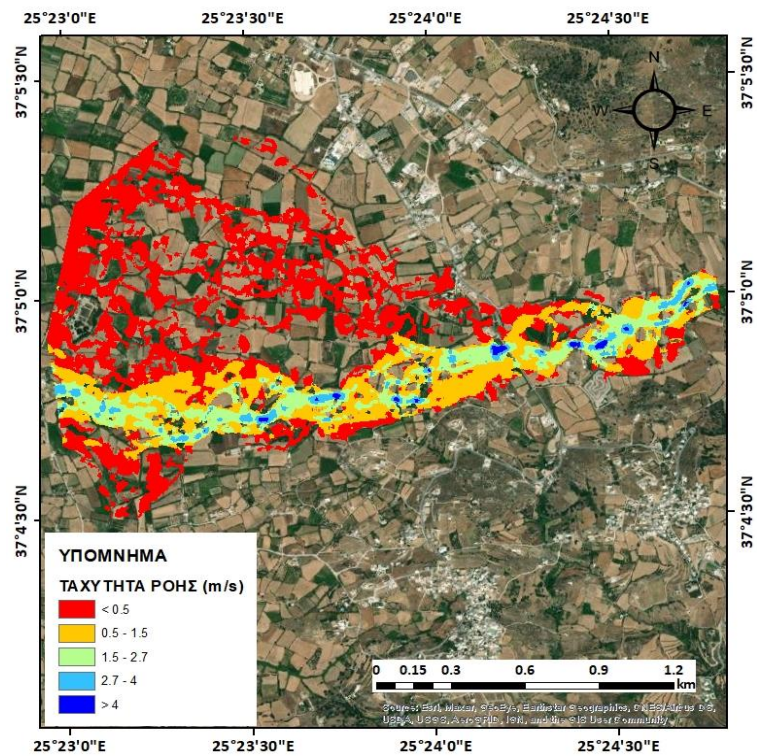 25°23'0"E 25°23'30"E 25°24'0"E 25°24'30"E
37°5'30"N
37°5'30"N
N
W E
S
37°5'0"N
37°5'0"N
37°4'30"N
37°4'30"N
ΥΠΟΜΝΗΜΑ
ΤΑΧΥΤΗΤΑ ΡΟΗΣ (m/s)
< 0.5
0.5 - 1.5
1.5 - 2.7
2.7 - 4
> 4
0 0.15 0.3 0.6 0.9 1.2
km
Source: Esri, Maxar, GeoEye, Earthstar Geographics, CNES/Airbus DS,
USDA, USGS, AeroGRID, IGN, and the GIS User Community
25°23'0"E 25°23'30"E 25°24'0"E 25°24'30"E